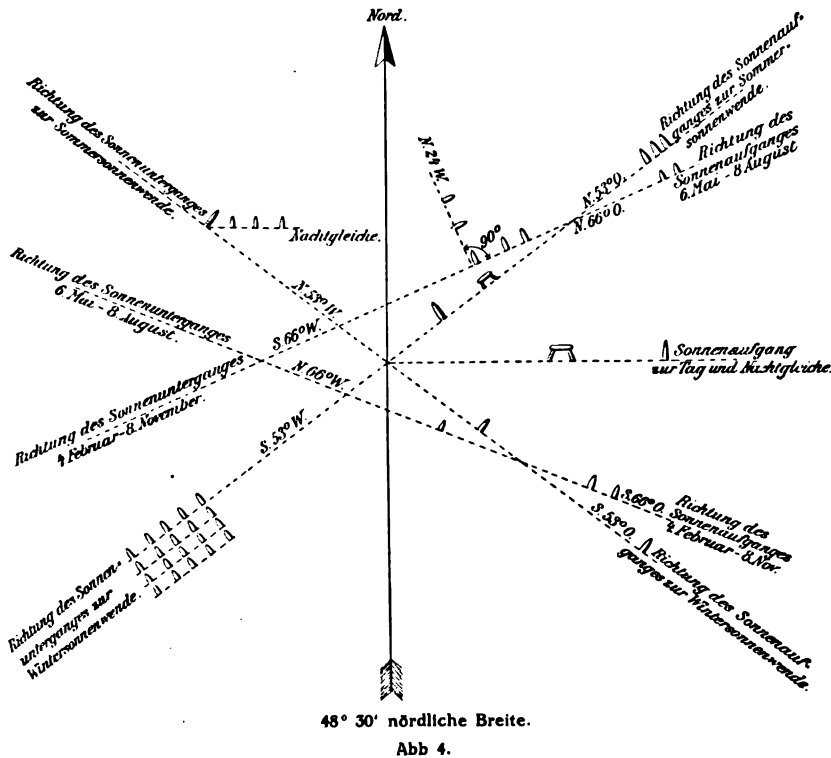 Nord.
Richtung des Sonnenunterganges
zur Sommersonnenwende.
Nachtgleiche.
N. 24 W.
90°
Richtung des Sonnenauf-
ganges zur Sommer-
sonnenwende.
N. 53° O.
Richtung des
Sonnenaufganges
6. Mai - 8 August
N. 66° O.
Richtung des Sonnenunterganges
6 Mai - 8. August.
N. 53° W.
S. 66° W.
N. 66° W.
Sonnenaufgang
zur Tag und Nachtgleiche.
Richtung des Sonnenunterganges
4 Februar - 8. November.
S. 53° W.
S. 66° O.
Richtung des
Sonnenaufganges
4. Februar - 8. Nov.
S. 53° O.
Richtung des Sonnenauf-
ganges zur Wintersonnenwende.
Richtung des Sonnen-
unterganges zur
Wintersonnenwende.
48° 30' nördliche Breite.
Abb 4.